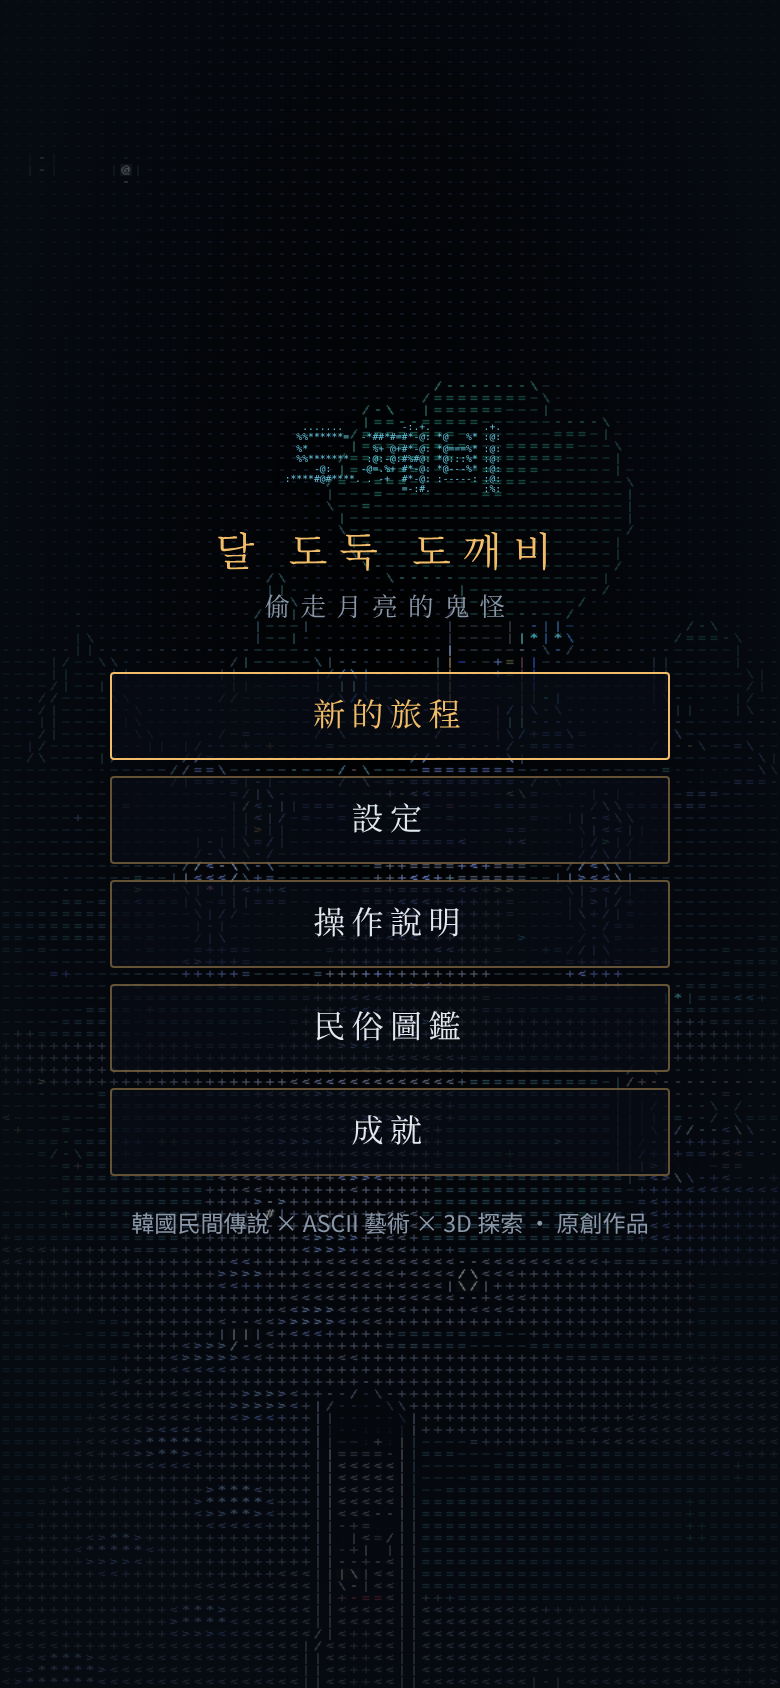 달 도둑 도깨비
偷走月亮的鬼怪
新的旅程
設定
操作說明
民俗圖鑑
成就
韓國民間傳說 × ASCII 藝術 × 3D 探索 · 原創作品